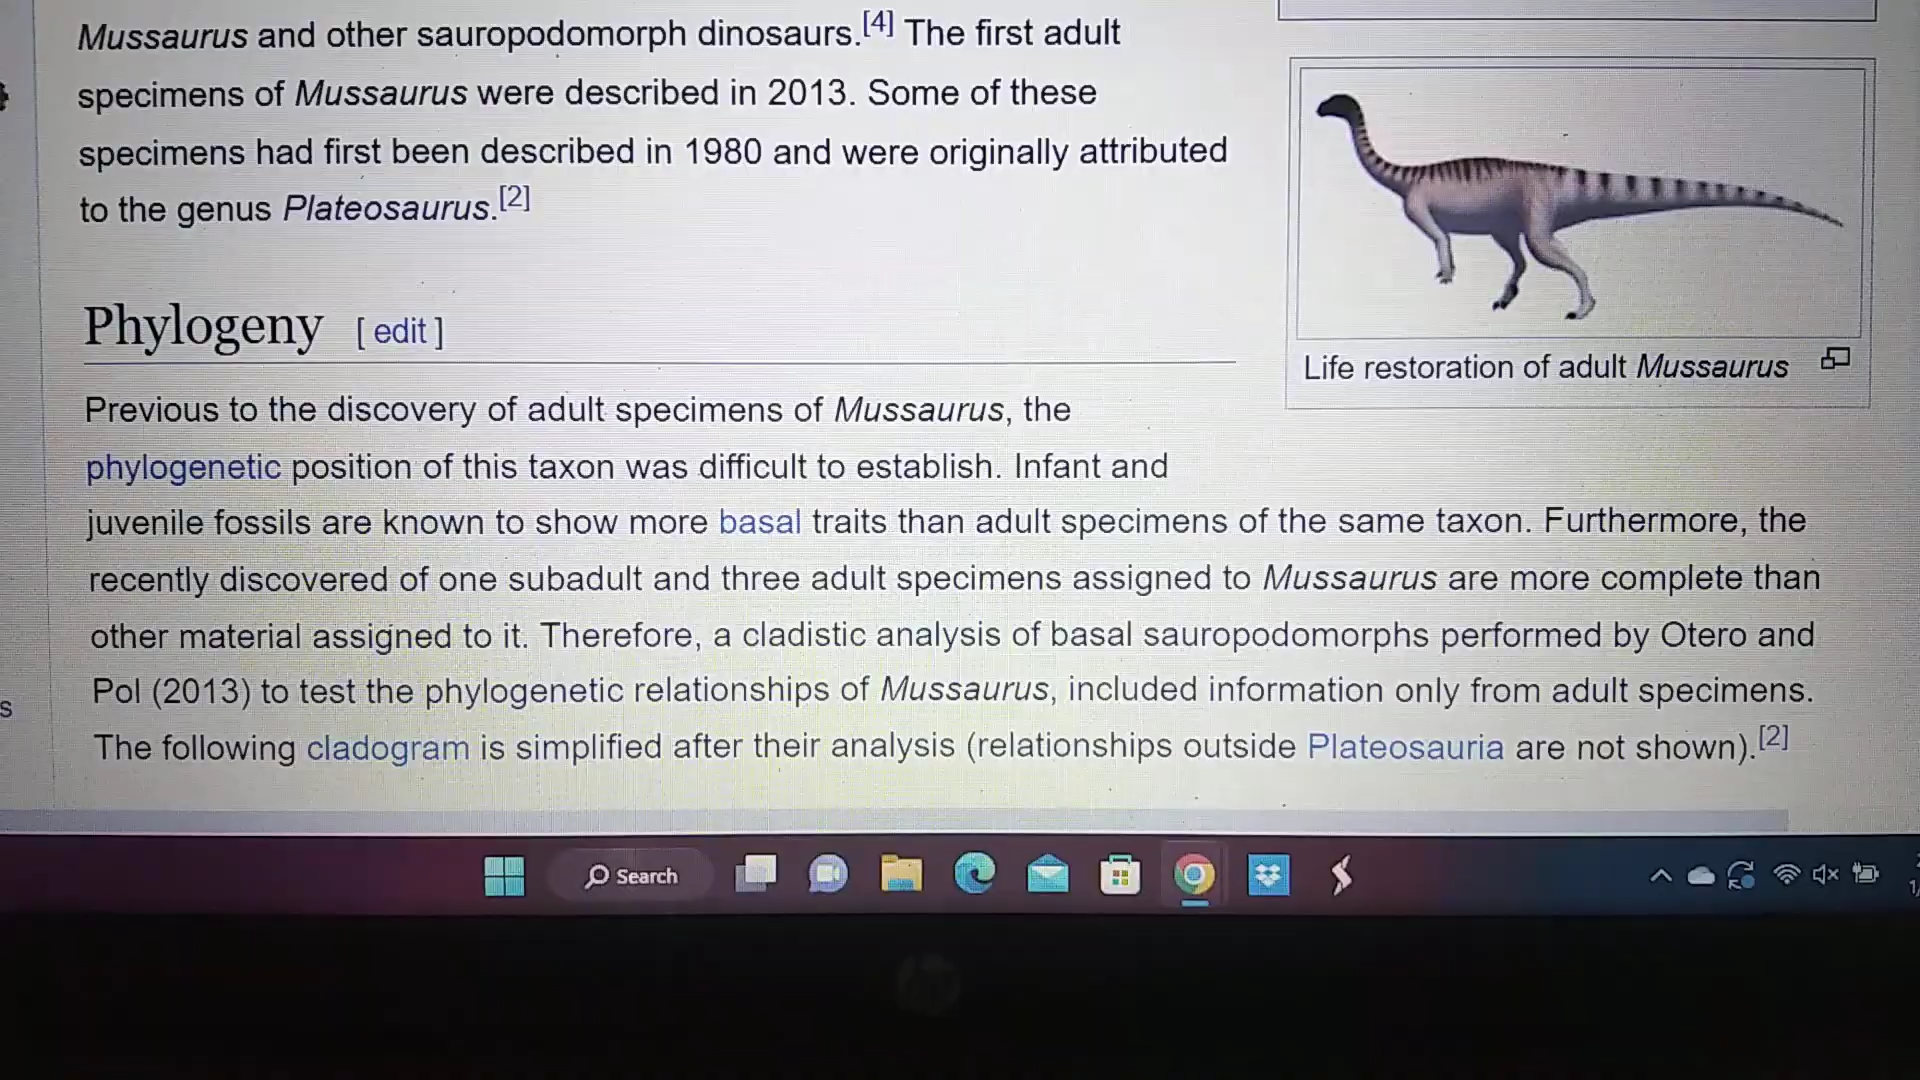 Mussaurus and other sauropodomorph dinosaurs.[4] The first adult
specimens of Mussaurus were described in 2013. Some of these
specimens had first been described in 1980 and were originally attributed
to the genus Plateosaurus.[2]
Life restoration of adult Mussaurus
Phylogeny [ edit ]
Previous to the discovery of adult specimens of Mussaurus, the
phylogenetic position of this taxon was difficult to establish. Infant and
juvenile fossils are known to show more basal traits than adult specimens of the same taxon. Furthermore, the
recently discovered of one subadult and three adult specimens assigned to Mussaurus are more complete than
other material assigned to it. Therefore, a cladistic analysis of basal sauropodomorphs performed by Otero and
Pol (2013) to test the phylogenetic relationships of Mussaurus, included information only from adult specimens.
The following cladogram is simplified after their analysis (relationships outside Plateosauria are not shown).[2]
s
Search
hp